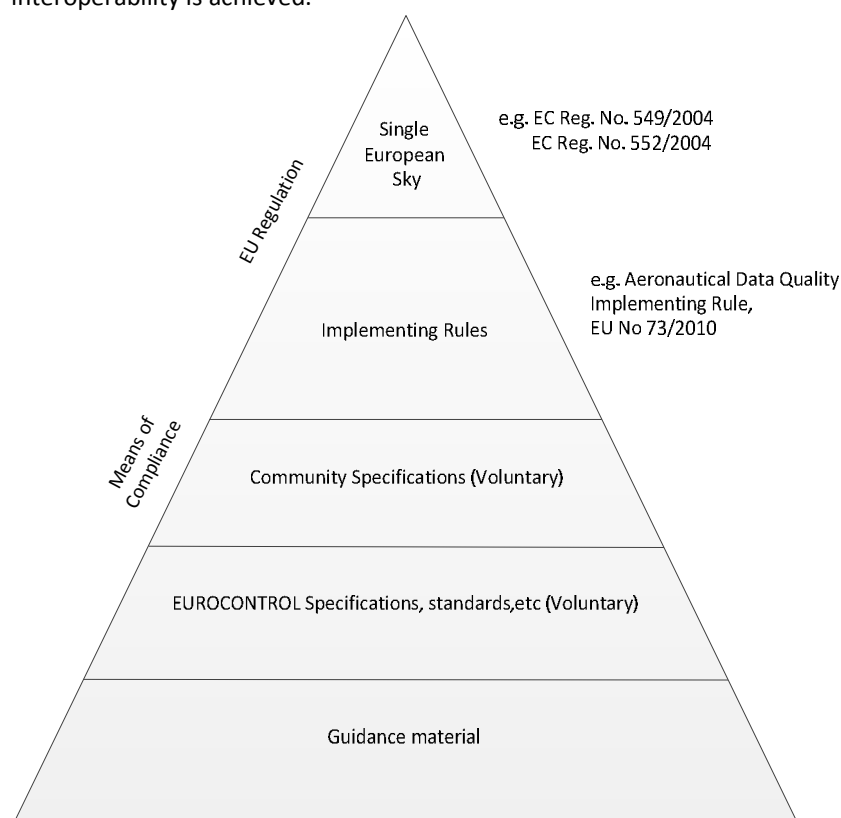 interoperability is achieved.
Single
European
Sky
e.g. EC Reg. No. 549/2004
EC Reg. No. 552/2004
EU Regulation
e.g. Aeronautical Data Quality
Implementing Rule,
EU No 73/2010
Implementing Rules
Means of
Compliance
Community Specifications (Voluntary)
EUROCONTROL Specifications, standards,etc (Voluntary)
Guidance material